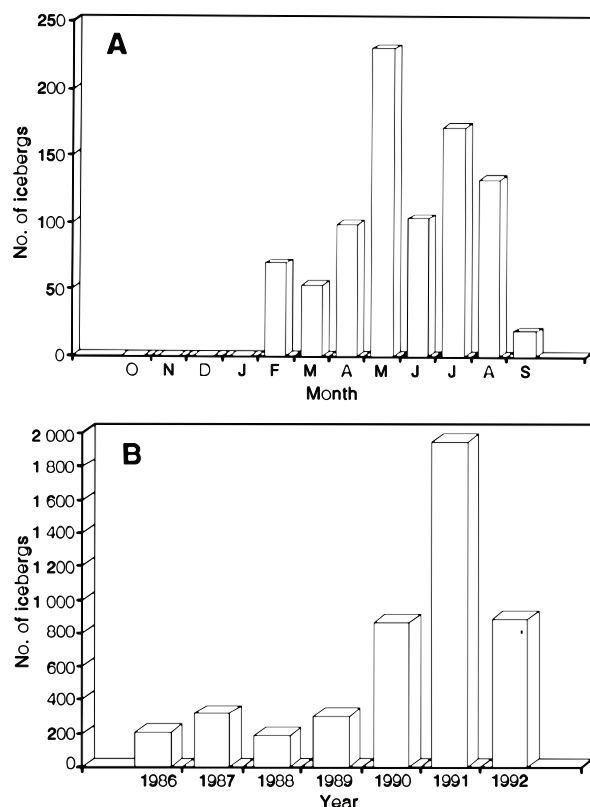 A
No. of icebergs
250
200
150
100
50
0
O N D J F M A M J J A S
Month
B
No. of icebergs
2 000
1 800
1 600
1 400
1 200
1 000
800
600
400
200
0
1986 1987 1988 1989 1990 1991 1992
Year